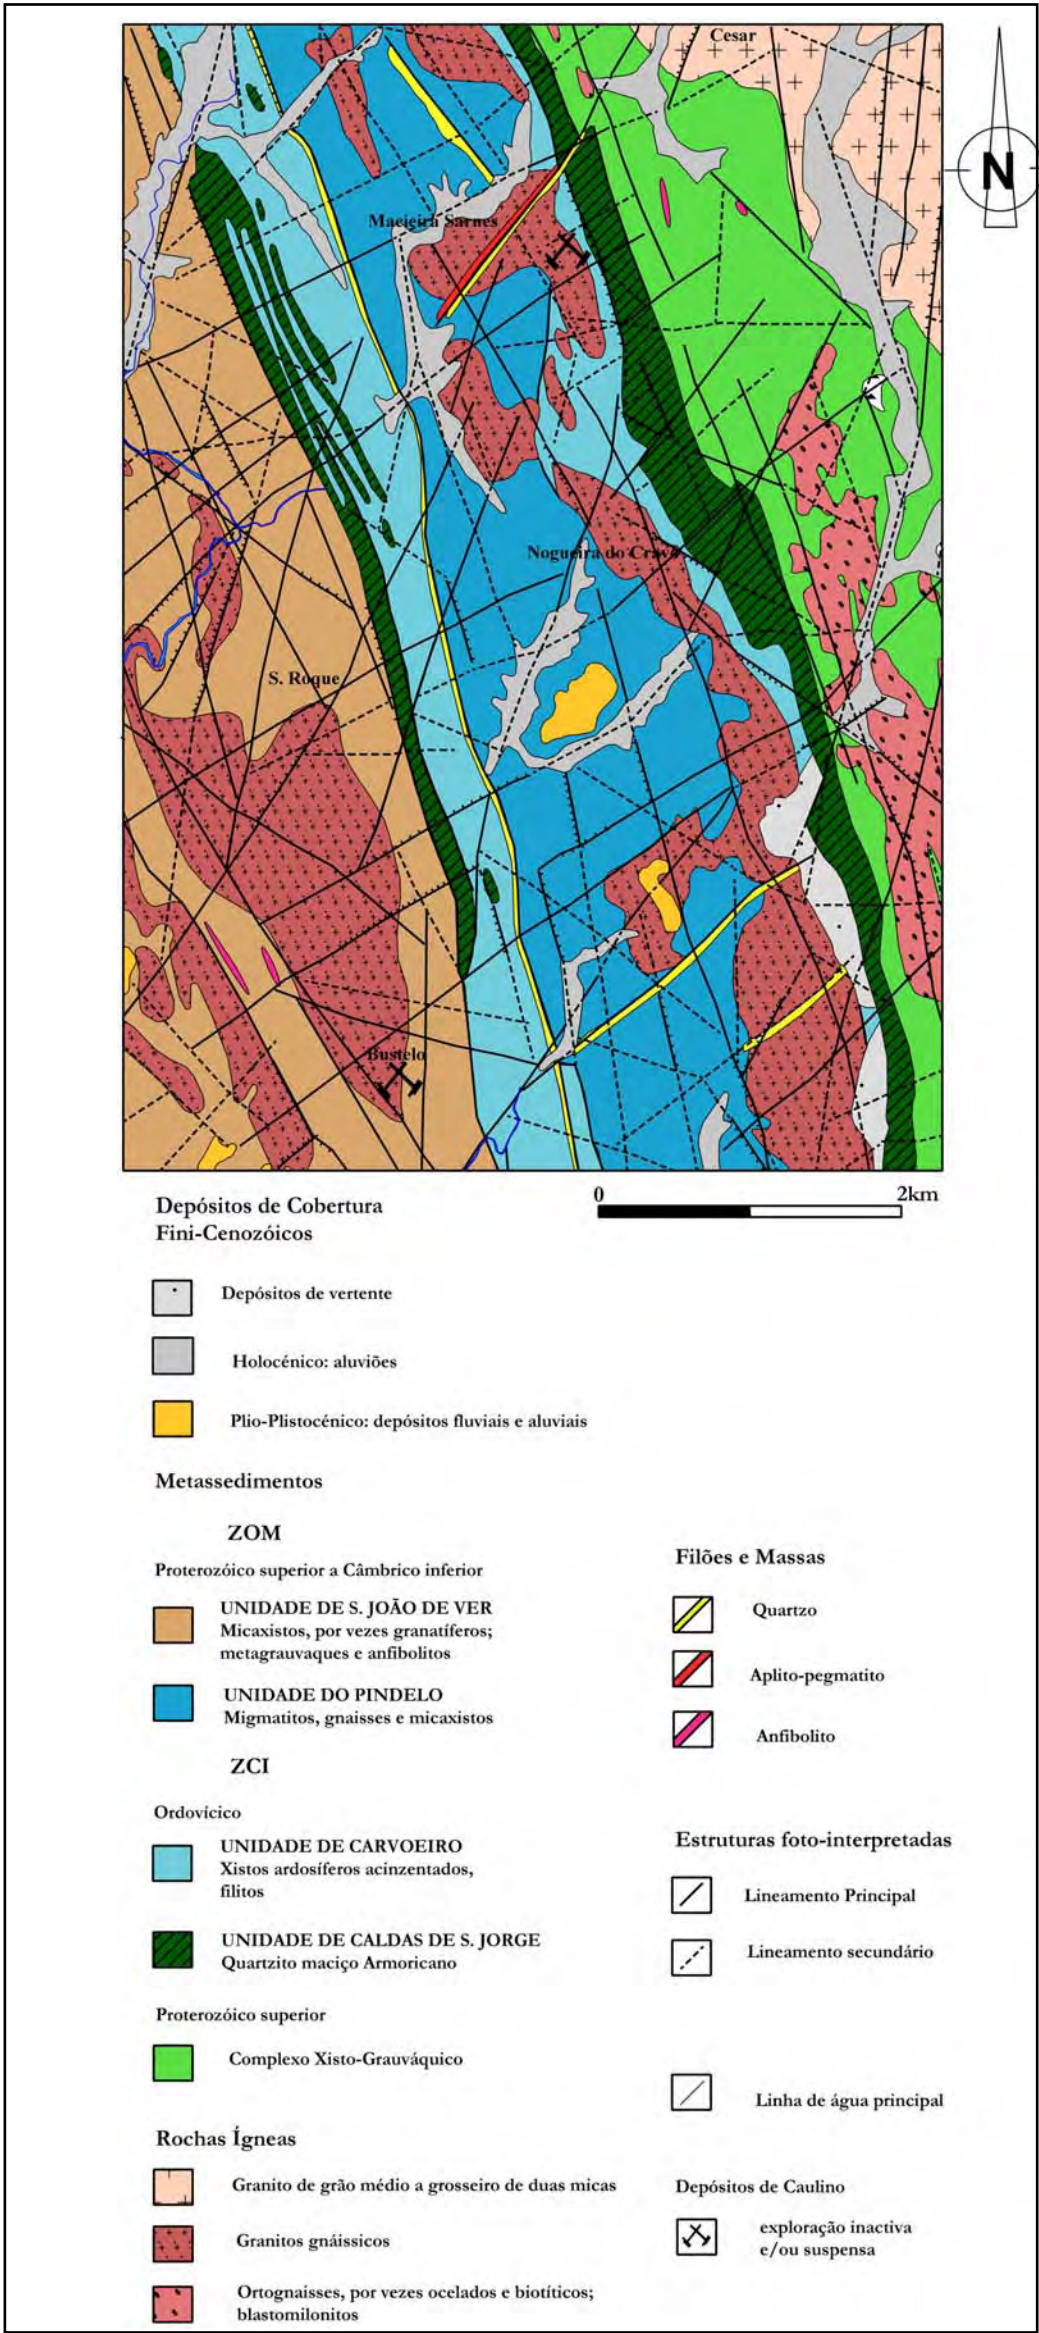 Cesar
N
Macieira Sarnes
Nogueira do Cravo
S. Roque
Bustelo
0 2km
Depósitos de Cobertura
Fini-Cenozóicos
Depósitos de vertente
Holocénico: aluviões
Plio-Plistocénico: depósitos fluviais e aluviais
Metassedimentos
ZOM
Proterozóico superior a Câmbrico inferior
UNIDADE DE S. JOÃO DE VER
Micaxistos, por vezes granatíferos;
metagrauvaques e anfibolitos
UNIDADE DO PINDELO
Migmatitos, gnaisses e micaxistos
ZCI
Ordovícico
UNIDADE DE CARVOEIRO
Xistos ardosíferos acinzentados,
filitos
UNIDADE DE CALDAS DE S. JORGE
Quartzito maciço Armoricano
Proterozóico superior
Complexo Xisto-Grauváquico
Rochas Ígneas
Granito de grão médio a grosseiro de duas micas
Granitos gnáissicos
Ortognaisses, por vezes ocelados e biotíticos;
blastomilonitos
Filões e Massas
Quartzo
Aplito-pegmatito
Anfibolito
Estruturas foto-interpretadas
Lineamento Principal
Lineamento secundário
Linha de água principal
Depósitos de Caulino
exploração inactiva
e/ou suspensa